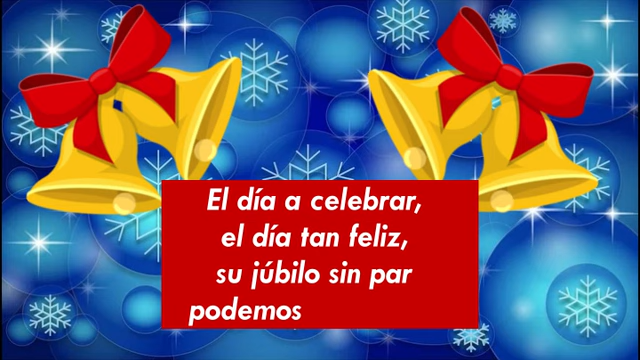 El día a celebrar,
el día tan feliz,
su júbilo sin par
podemos